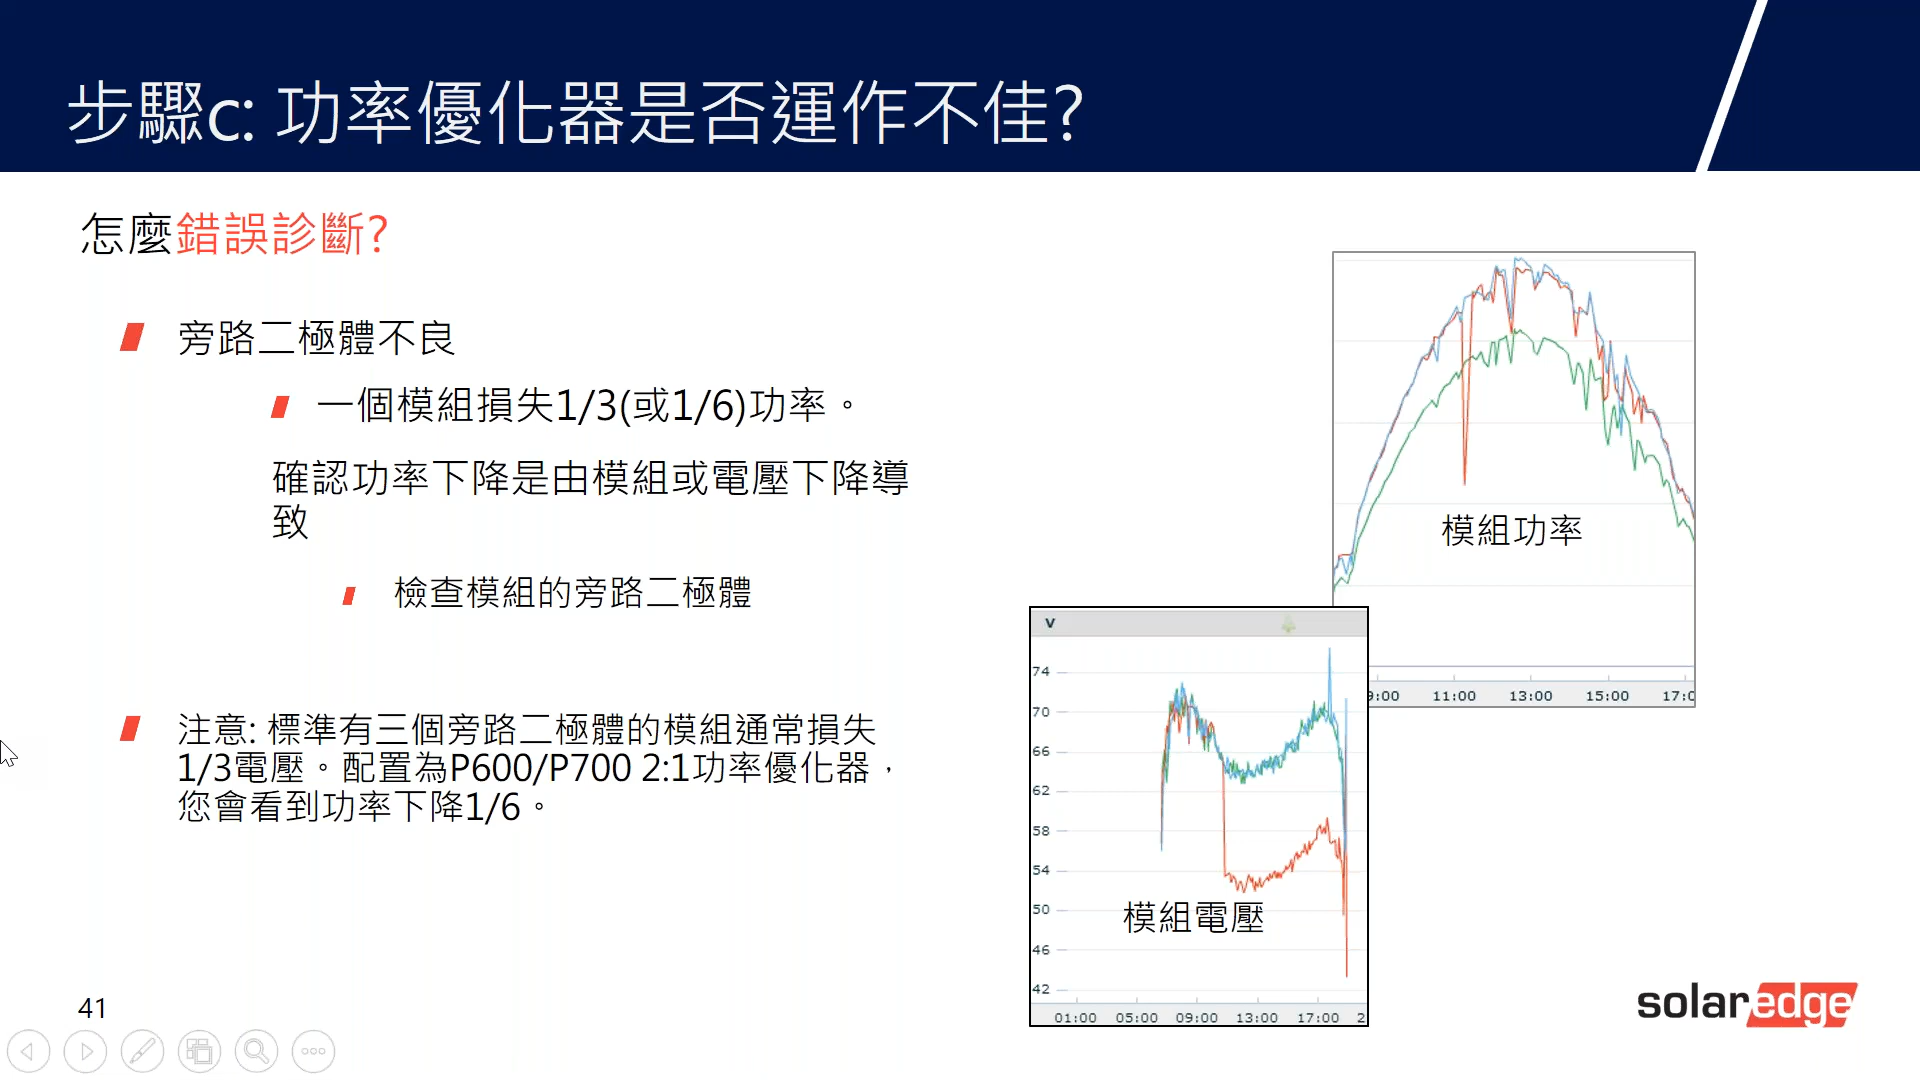 步驟c: 功率優化器是否運作不佳?
怎麼錯誤診斷?
旁路二極體不良
一個模組損失1/3(或1/6)功率。
確認功率下降是由模組或電壓下降導
致
檢查模組的旁路二極體
注意: 標準有三個旁路二極體的模組通常損失
1/3電壓。配置為P600/P700 2:1功率優化器，
您會看到功率下降1/6。
模組功率
9:00 11:00 13:00 15:00 17:0
V
74
70
66
62
58
54
50
模組電壓
46
42
01:00 05:00 09:00 13:00 17:00 2
41
solaredge